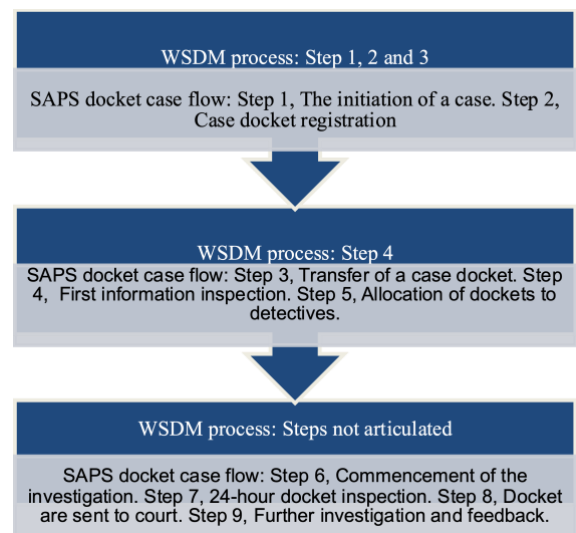 WSDM process: Step 1, 2 and 3
SAPS docket case flow: Step 1, The initiation of a case. Step 2,
Case docket registration
WSDM process: Step 4
SAPS docket case flow: Step 3, Transfer of a case docket. Step
4,  First information inspection. Step 5, Allocation of dockets to
detectives.
WSDM process: Steps not articulated
SAPS docket case flow: Step 6, Commencement of the
investigation. Step 7, 24-hour docket inspection. Step 8, Docket
are sent to court. Step 9, Further investigation and feedback.